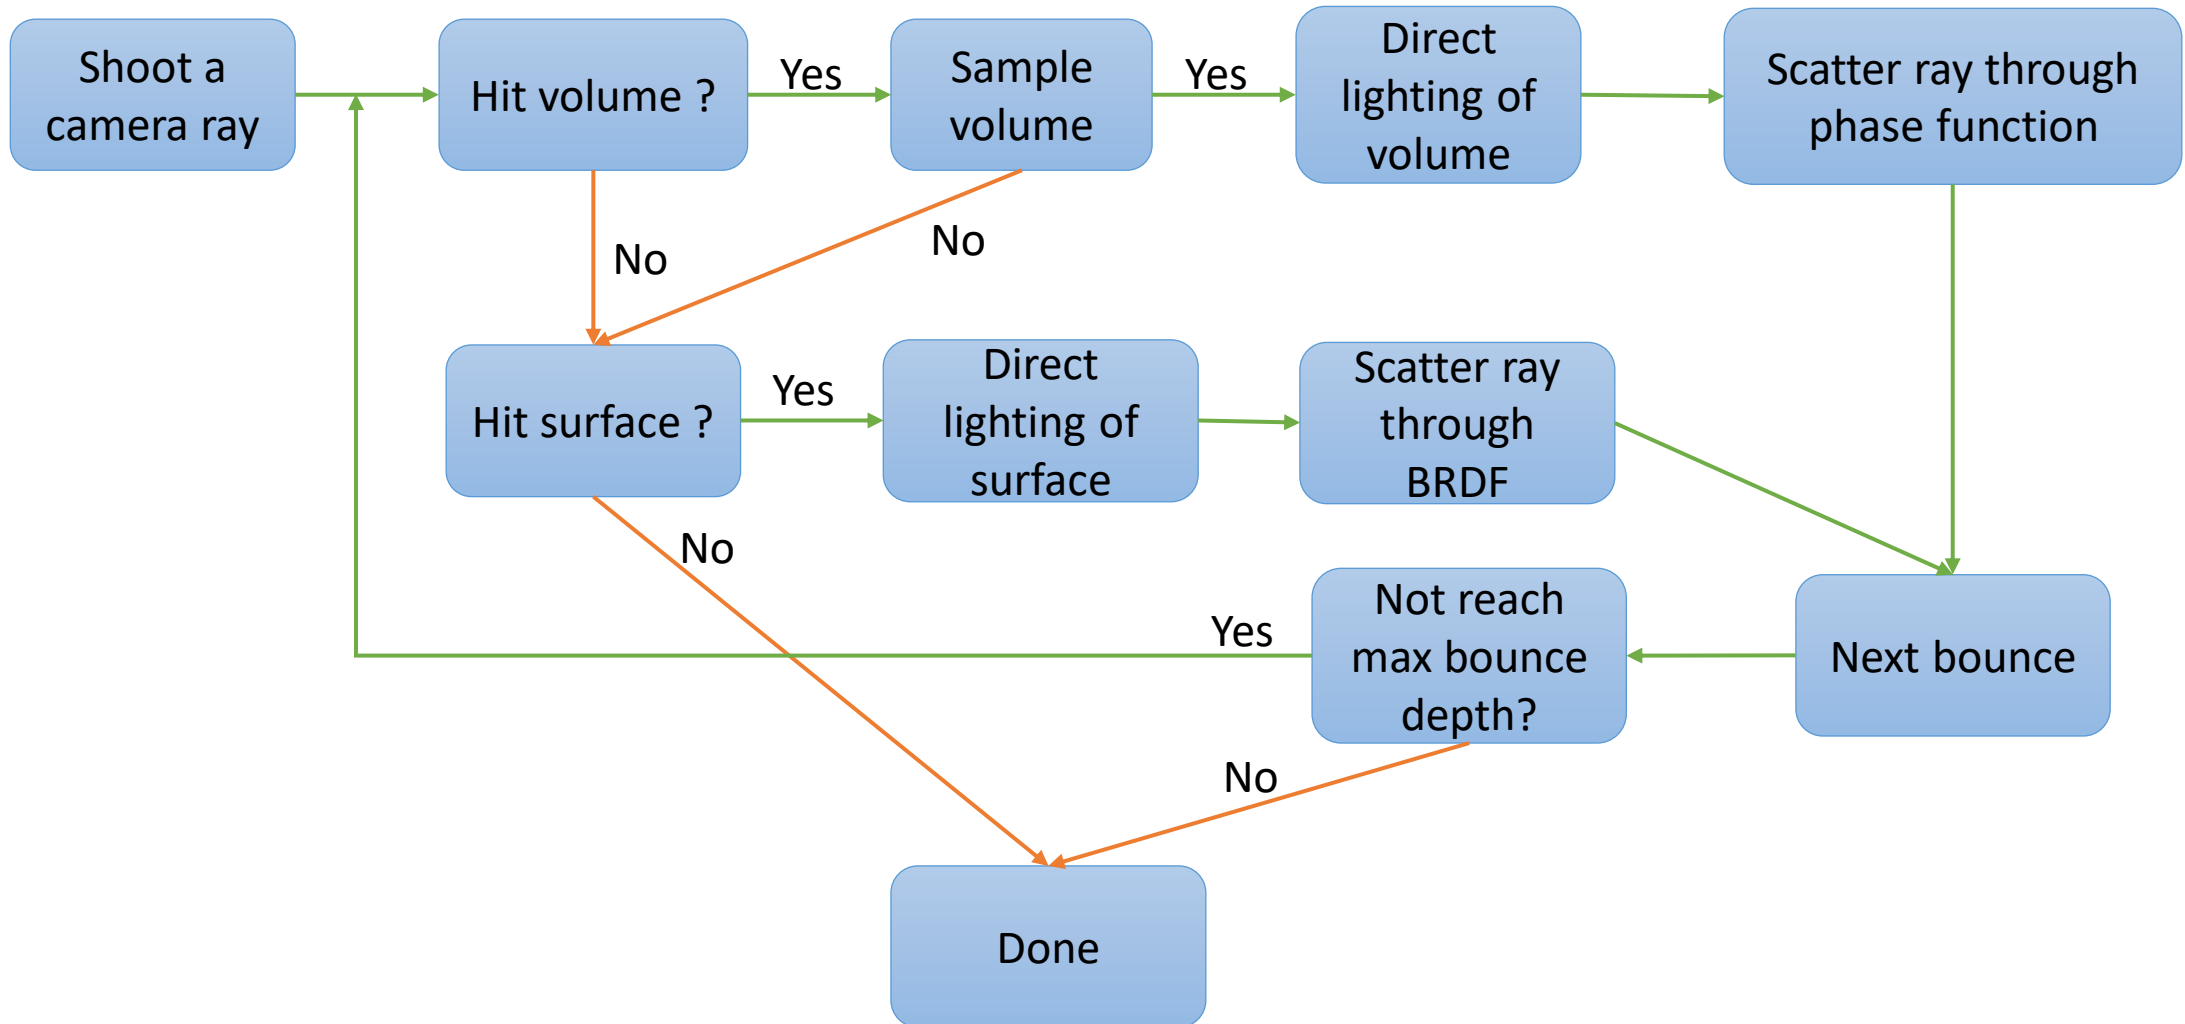 Shoot a
camera ray
Hit volume ?
Yes
Sample
volume
Yes
Direct
lighting of
volume
Scatter ray through
phase function
No
No
Hit surface ?
Yes
Direct
lighting of
surface
Scatter ray
through
BRDF
No
Yes
Not reach
max bounce
depth?
Next bounce
No
Done